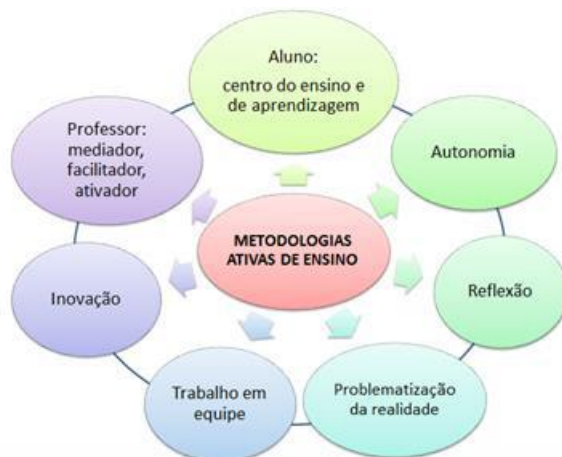 Aluno:
centro do ensino e
de aprendizagem
Autonomia
Reflexão
Problematização
da realidade
Trabalho em
equipe
Inovação
Professor:
mediador,
facilitador,
ativador
METODOLOGIAS
ATIVAS DE ENSINO